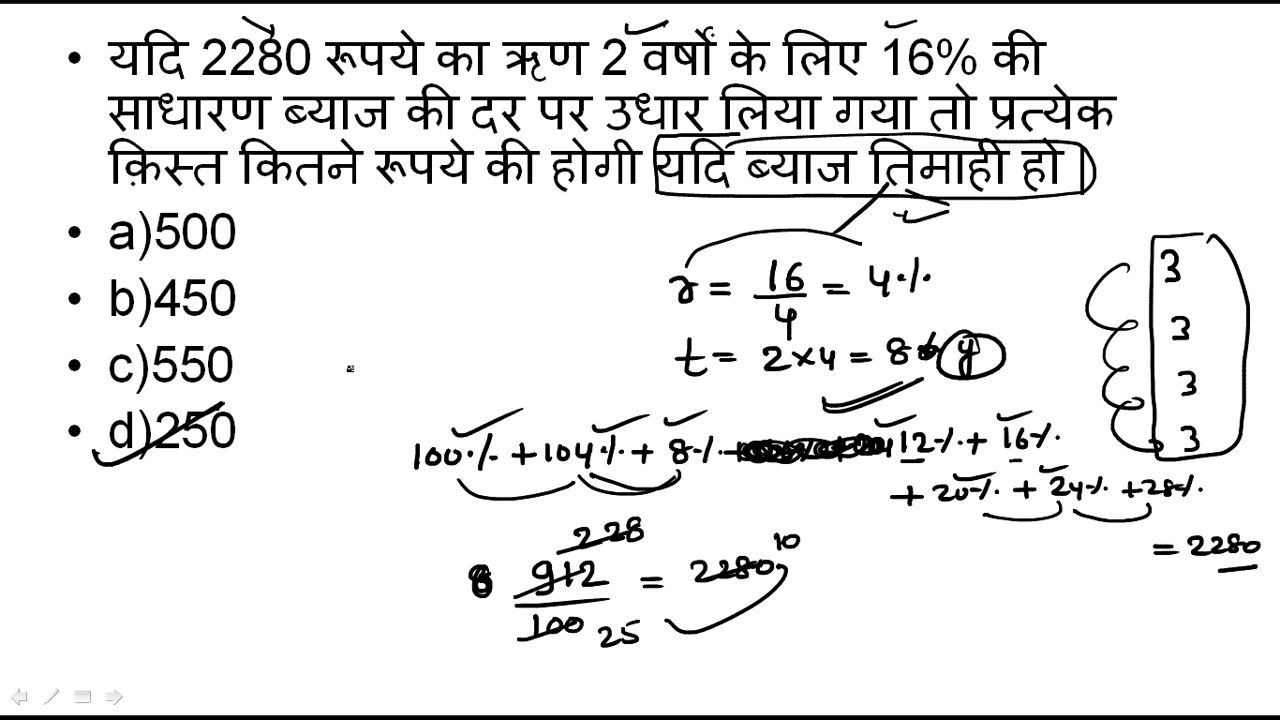 • यदि 2280 रूपये का ऋण 2 वर्षों के लिए 16% की
साधारण ब्याज की दर पर उधार लिया गया तो प्रत्येक
क़िस्त कितने रूपये की होगी यदि ब्याज तिमाही हो |
• a)500
• b)450
• c)550
• d)250
r = 16/4 = 4%
t = 2×4 = 8
3
3
3
3
100% + 104% + 8% + 12% + 16%
+ 20% + 24% + 28%
= 2280
228 10
8 912/100 = 2280
25